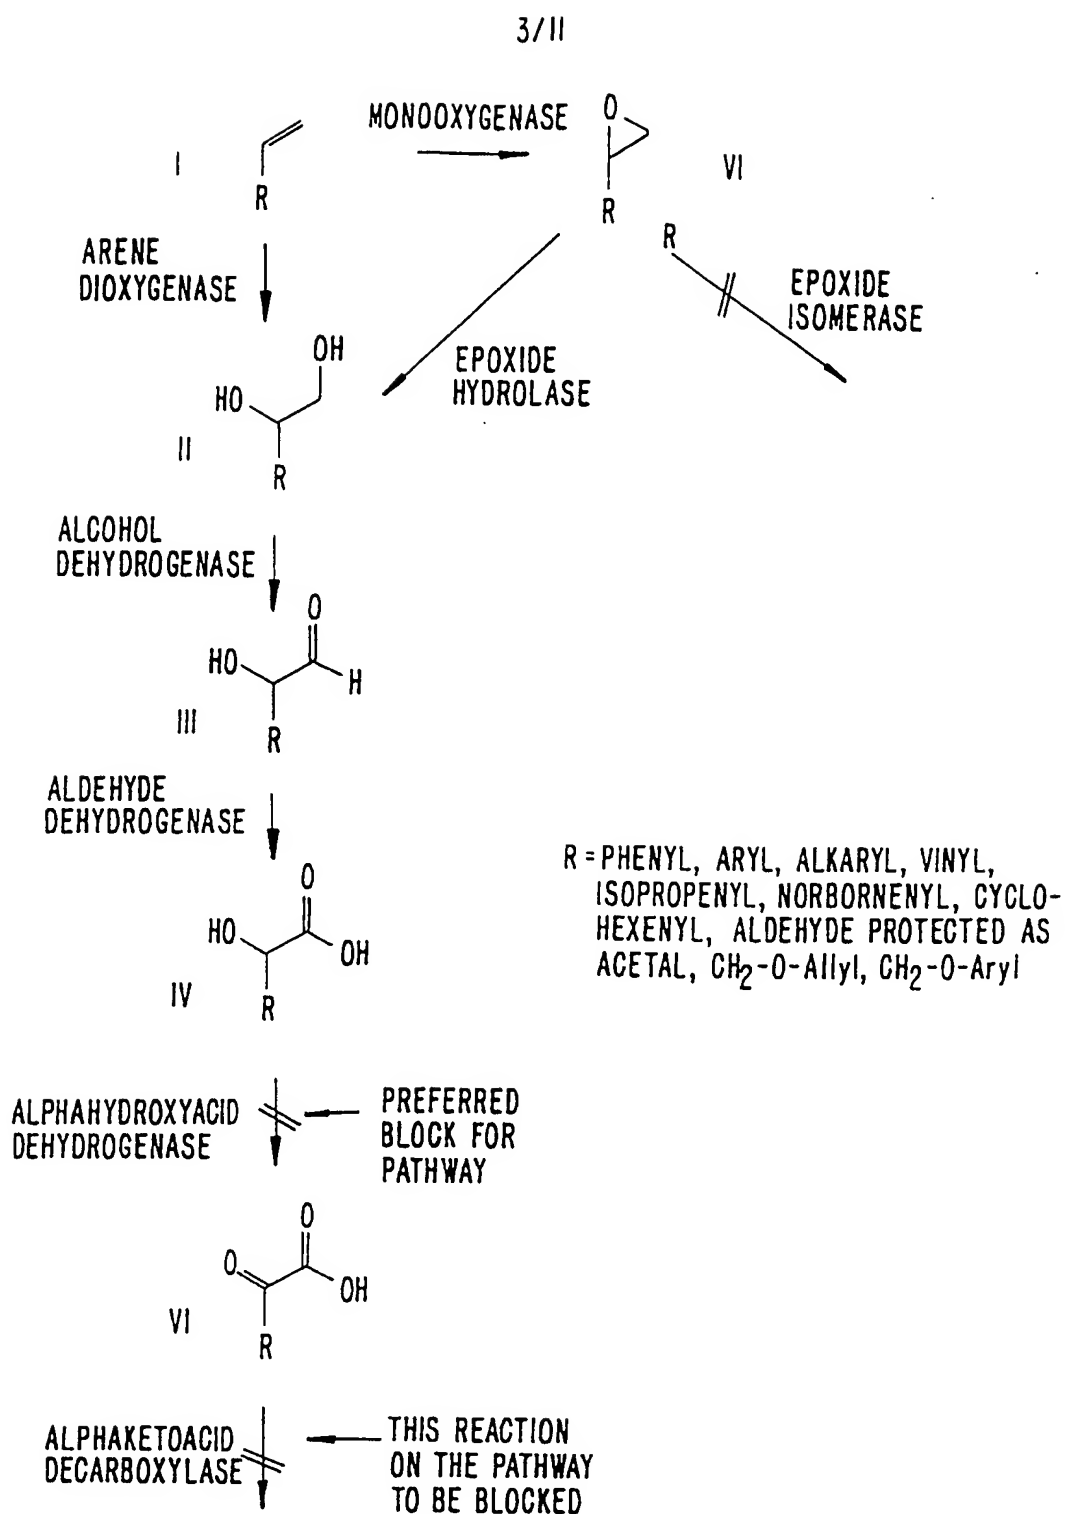 3/11
MONOOXYGENASE
O
I
VI
R
R
R
ARENE
DIOXYGENASE
EPOXIDE
ISOMERASE
OH
EPOXIDE
HYDROLASE
HO
II
R
ALCOHOL
DEHYDROGENASE
O
HO
H
III
R
ALDEHYDE
DEHYDROGENASE
R = PHENYL, ARYL, ALKARYL, VINYL,
ISOPROPENYL, NORBORNENYL, CYCLO-
HEXENYL, ALDEHYDE PROTECTED AS
ACETAL, CH2-O-Allyl, CH2-O-Aryl
O
HO
OH
IV
R
ALPHAHYDROXYACID
DEHYDROGENASE
PREFERRED
BLOCK FOR
PATHWAY
O
O
OH
VI
R
ALPHAKETOACID
DECARBOXYLASE
THIS REACTION
ON THE PATHWAY
TO BE BLOCKED